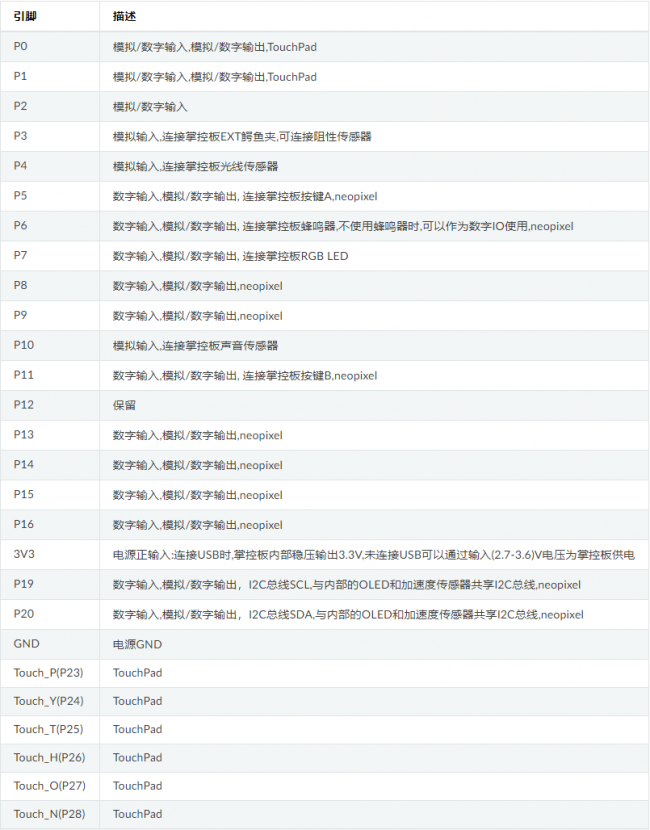 引脚 描述
P0 模拟/数字输入,模拟/数字输出,TouchPad
P1 模拟/数字输入,模拟/数字输出,TouchPad
P2 模拟/数字输入
P3 模拟输入,连接掌控板EXT鳄鱼夹,可连接阻性传感器
P4 模拟输入,连接掌控板光线传感器
P5 数字输入,模拟/数字输出, 连接掌控板按键A,neopixel
P6 数字输入,模拟/数字输出, 连接掌控板蜂鸣器,不使用蜂鸣器时,可以作为数字IO使用,neopixel
P7 数字输入,模拟/数字输出, 连接掌控板RGB LED
P8 数字输入,模拟/数字输出,neopixel
P9 数字输入,模拟/数字输出,neopixel
P10 模拟输入,连接掌控板声音传感器
P11 数字输入,模拟/数字输出, 连接掌控板按键B,neopixel
P12 保留
P13 数字输入,模拟/数字输出,neopixel
P14 数字输入,模拟/数字输出,neopixel
P15 数字输入,模拟/数字输出,neopixel
P16 数字输入,模拟/数字输出,neopixel
3V3 电源正输入:连接USB时,掌控板内部稳压输出3.3V,未连接USB可以通过输入(2.7-3.6)V电压为掌控板供电
P19 数字输入,模拟/数字输出，I2C总线SCL,与内部的OLED和加速度传感器共享I2C总线,neopixel
P20 数字输入,模拟/数字输出，I2C总线SDA,与内部的OLED和加速度传感器共享I2C总线,neopixel
GND 电源GND
Touch_P(P23) TouchPad
Touch_Y(P24) TouchPad
Touch_T(P25) TouchPad
Touch_H(P26) TouchPad
Touch_O(P27) TouchPad
Touch_N(P28) TouchPad